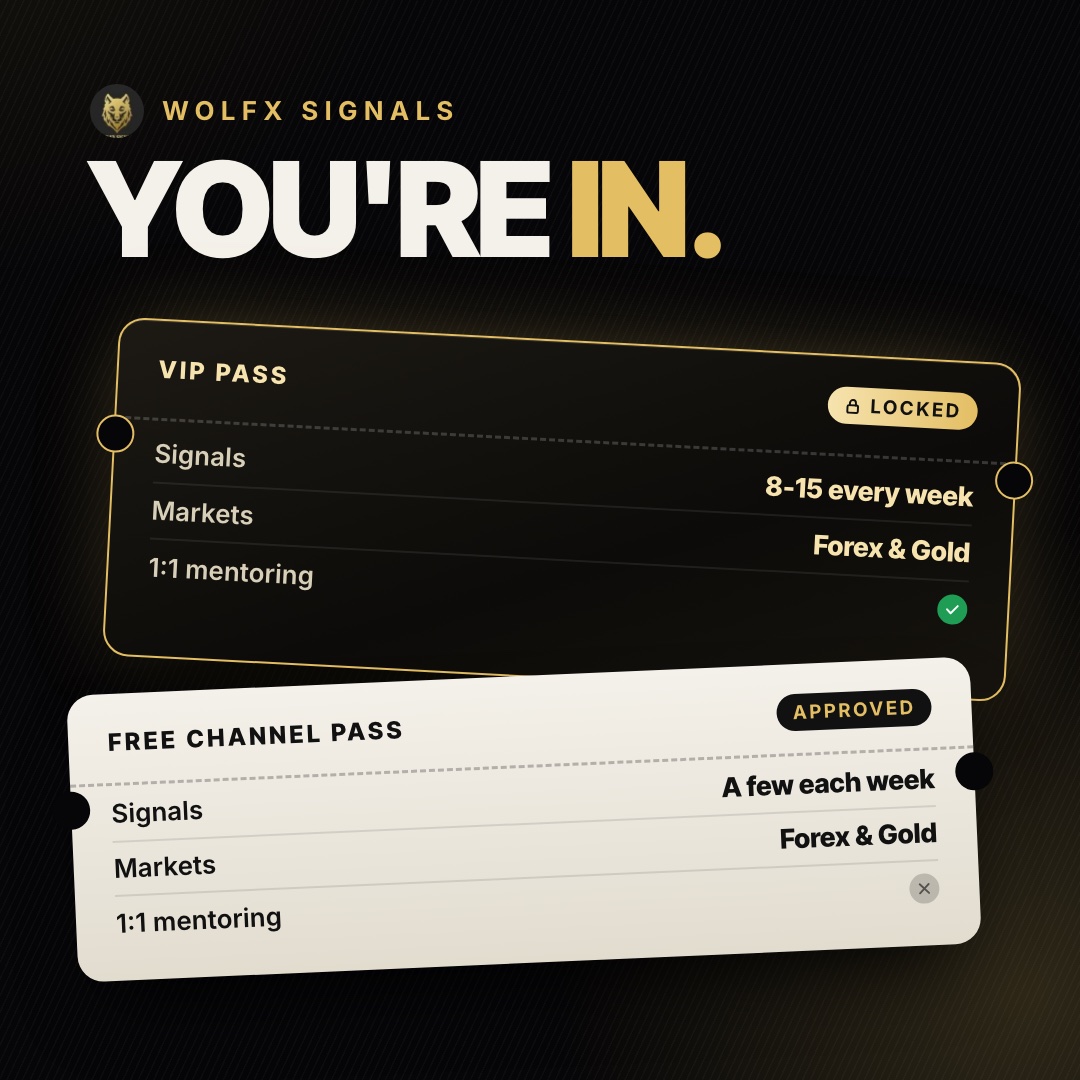 WOLFX SIGNALS
YOU'RE IN.
VIP PASS
LOCKED
Signals
8-15 every week
Markets
Forex & Gold
1:1 mentoring
FREE CHANNEL PASS
APPROVED
Signals
A few each week
Markets
Forex & Gold
1:1 mentoring